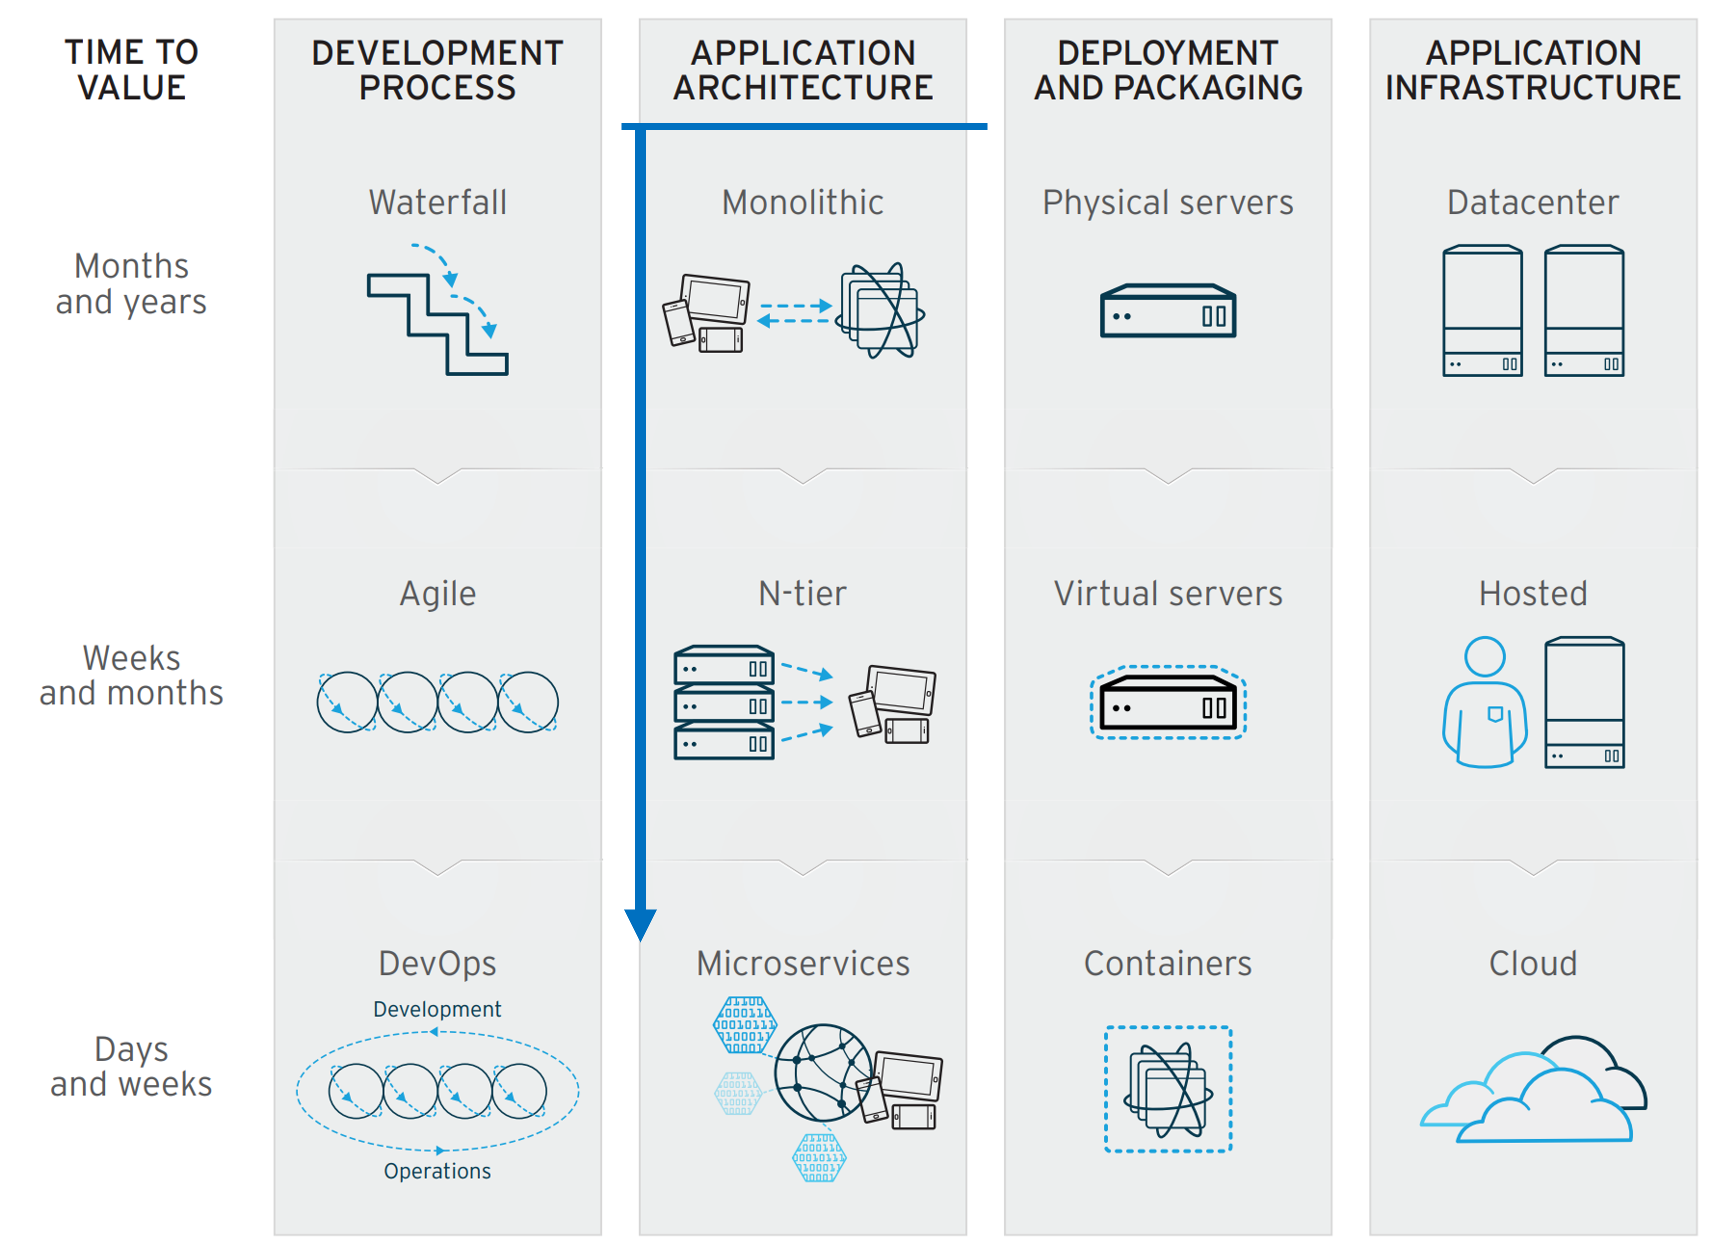 TIME TO
VALUE
DEVELOPMENT
PROCESS
APPLICATION
ARCHITECTURE
DEPLOYMENT
AND PACKAGING
APPLICATION
INFRASTRUCTURE
Months
and years
Waterfall
Monolithic
Physical servers
Datacenter
Weeks
and months
Agile
N-tier
Virtual servers
Hosted
Days
and weeks
DevOps
Development
Operations
Microservices
Containers
Cloud